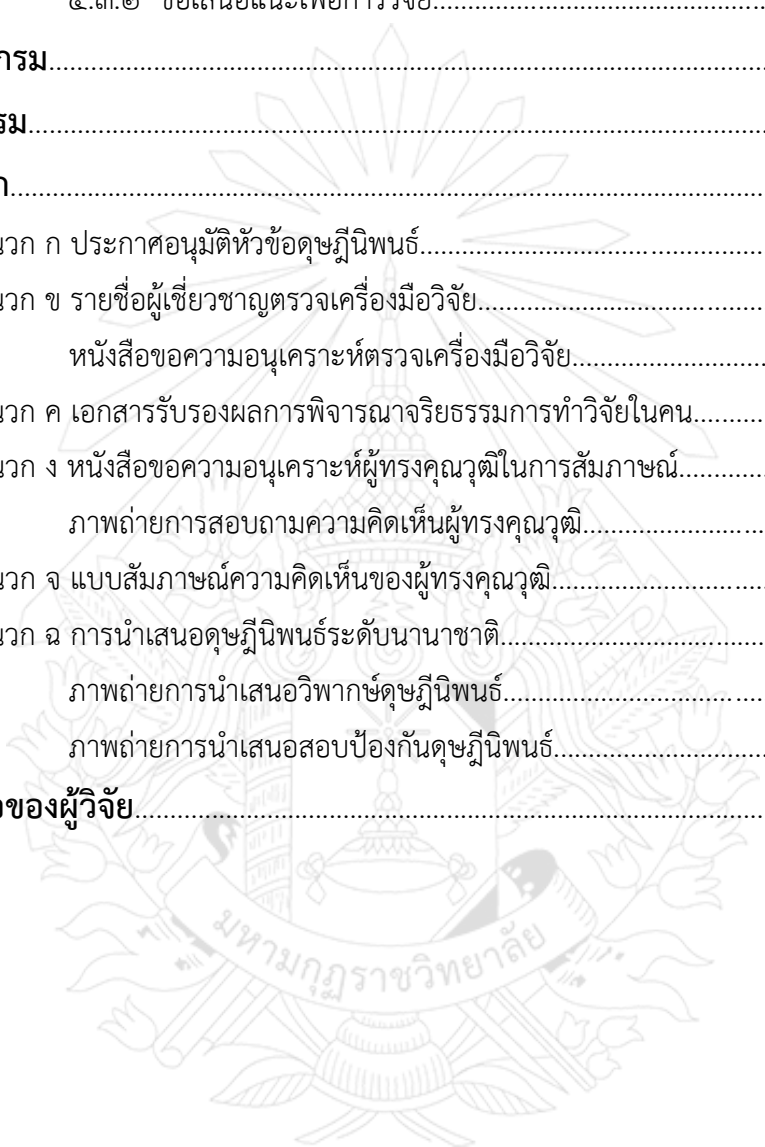 ๕.๓.๒ ข้อเสนอแนะเพื่อการวิจัย
กรม
รม
ก
นวก ก ประกาศอนุมัติหัวข้อดุษฎีนิพนธ์
นวก ข รายชื่อผู้เชี่ยวชาญตรวจเครื่องมือวิจัย
หนังสือขอความอนุเคราะห์ตรวจเครื่องมือวิจัย
นวก ค เอกสารรับรองผลการพิจารณาจริยธรรมการทำวิจัยในคน
นวก ง หนังสือขอความอนุเคราะห์ผู้ทรงคุณวุฒิในการสัมภาษณ์
ภาพถ่ายการสอบถามความคิดเห็นผู้ทรงคุณวุฒิ
นวก จ แบบสัมภาษณ์ความคิดเห็นของผู้ทรงคุณวุฒิ
นวก ฉ การนำเสนอดุษฎีนิพนธ์ระดับนานาชาติ
ภาพถ่ายการนำเสนอวิพากษ์ดุษฎีนิพนธ์
ภาพถ่ายการนำเสนอสอบป้องกันดุษฎีนิพนธ์
ของผู้วิจัย
มหามกุฏราชวิทยาลัย